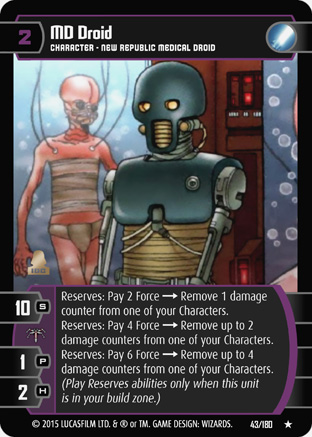 2
MD Droid
CHARACTER - NEW REPUBLIC MEDICAL DROID
10 S
Reserves: Pay 2 Force → Remove 1 damage
counter from one of your Characters.
Reserves: Pay 4 Force → Remove up to 2
damage counters from one of your Characters.
1 P
Reserves: Pay 6 Force → Remove up to 4
damage counters from one of your Characters.
2 H
(Play Reserves abilities only when this unit
is in your build zone.)
© 2015 LUCASFILM LTD. & ® or TM. GAME DESIGN: WIZARDS.
43/180 ★